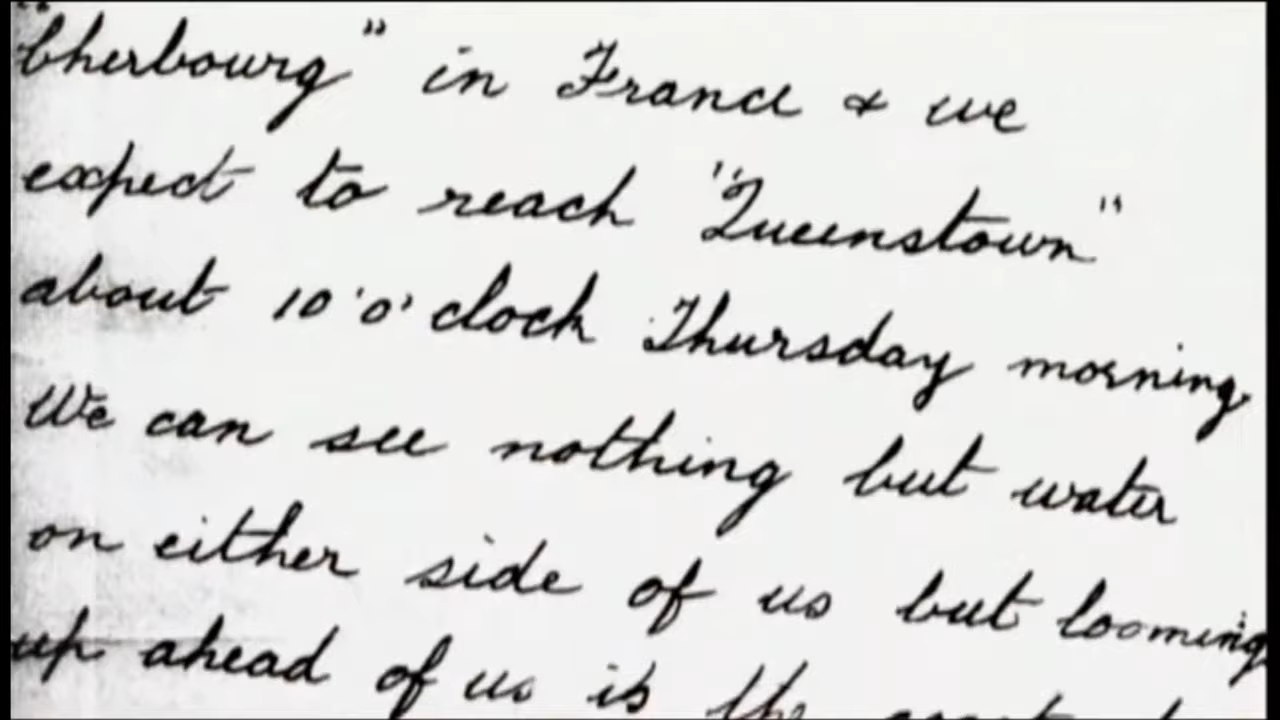 "Cherbourg" in France & we
expect to reach "Queenstown"
about 10 'o' clock Thursday morning.
We can see nothing but water
on either side of us but looming
up ahead of us is the